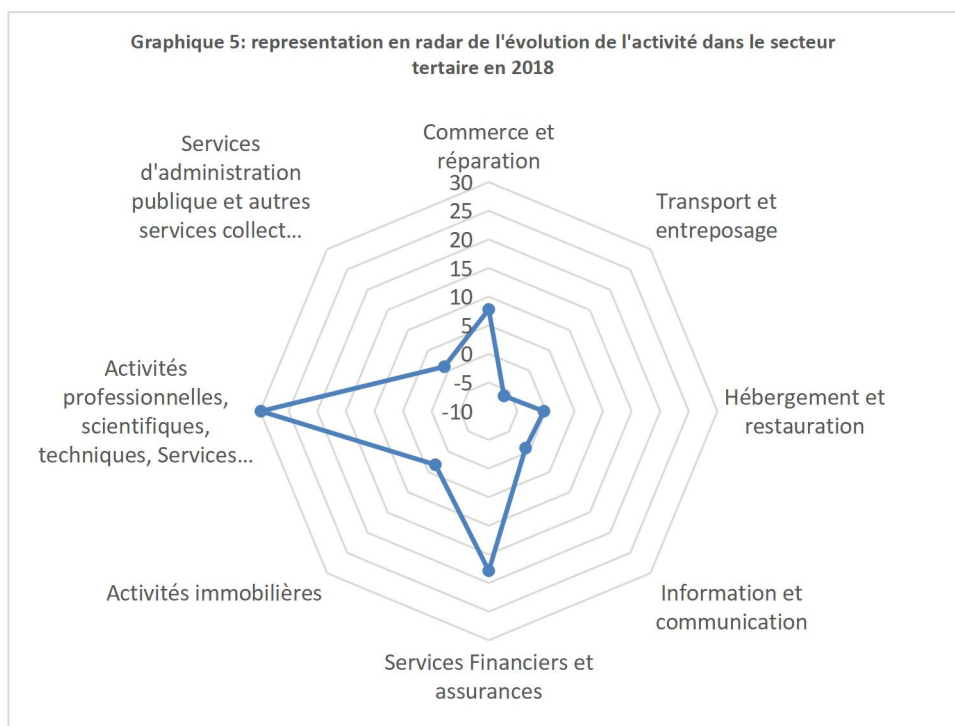 Graphique 5: representation en radar de l'évolution de l'activité dans le secteur
tertaire en 2018
Commerce et
réparation
Transport et
entreposage
Hébergement et
restauration
Information et
communication
Services Financiers et
assurances
Activités immobilières
Activités
professionnelles,
scientifiques,
techniques, Services...
Services
d'administration
publique et autres
services collect...
30
25
20
15
10
5
0
-5
-10